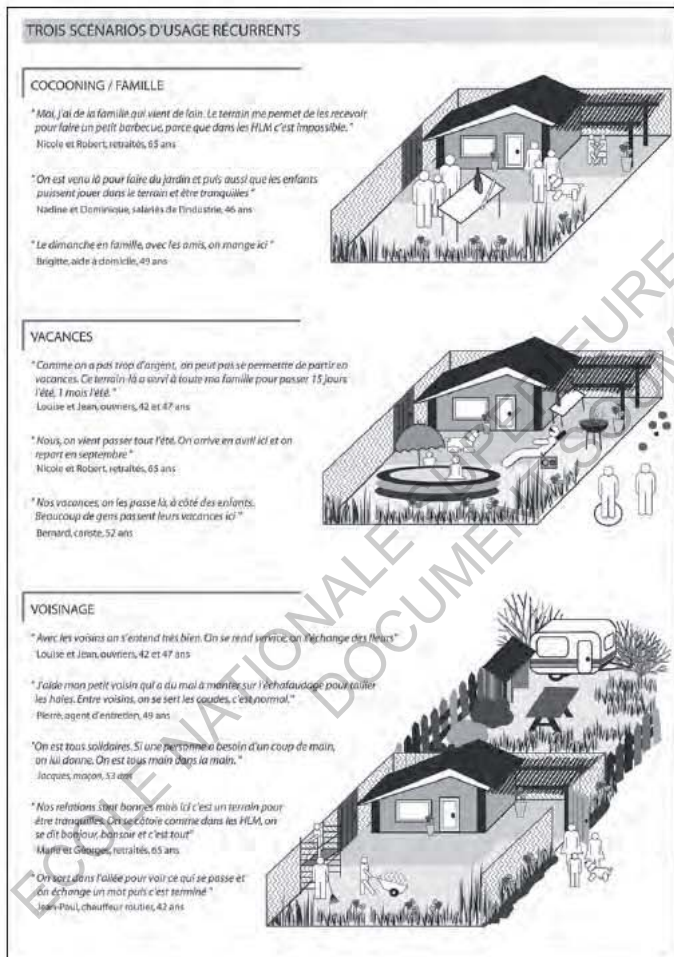 TROIS SCÉNARIOS D'USAGE RÉCURRENTS
COCOONING / FAMILLE
" Moi, j'ai de la famille qui vient de loin. Le terrain me permet de les recevoir
pour faire un petit barbecue, parce que dans les HLM c'est impossible. "
Nicole et Robert, retraités, 65 ans
" On est venu là pour faire du jardin et puis aussi que les enfants
puissent jouer dans le terrain et être tranquilles "
Nadine et Dominique, salariés de l'industrie, 46 ans
" Le dimanche en famille, avec les amis, on mange ici "
Brigitte, aide à domicile, 49 ans
VACANCES
" Comme on a pas trop d'argent, on peut pas se permettre de partir en
vacances. Ce terrain-là a servi à toute ma famille pour passer 15 jours
l'été, 1 mois l'été. "
Louise et Jean, ouvriers, 42 et 47 ans
" Nous, on vient passer tout l'été. On arrive en avril ici et on
repart en septembre "
Nicole et Robert, retraités, 65 ans
" Nos vacances, on les passe là, à côté des enfants.
Beaucoup de gens passent leurs vacances ici "
Bernard, cariste, 52 ans
VOISINAGE
" Avec les voisins on s'entend très bien. On se rend service, on s'échange des fleurs"
Louise et Jean, ouvriers, 42 et 47 ans
" J'aide mon petit voisin qui a du mal à monter sur l'échafaudage pour tailler
les haies. Entre voisins, on se sert les coudes, c'est normal."
Pierre, agent d'entretien, 49 ans
"On est tous solidaires. Si une personne a besoin d'un coup de main,
on lui donne. On est tous main dans la main. "
Jacques, maçon, 53 ans
" Nos relations sont bonnes mais ici c'est un terrain pour
être tranquilles. On se côtoie comme dans les HLM, on
se dit bonjour, bonsoir et c'est tout"
Marie et Georges, retraités, 65 ans
" On sort dans l'allée pour voir ce qui se passe et
on échange un mot puis c'est terminé "
Jean-Paul, chauffeur routier, 42 ans
ECOLE NATIONALE SUPERIEURE
DOCUMENT